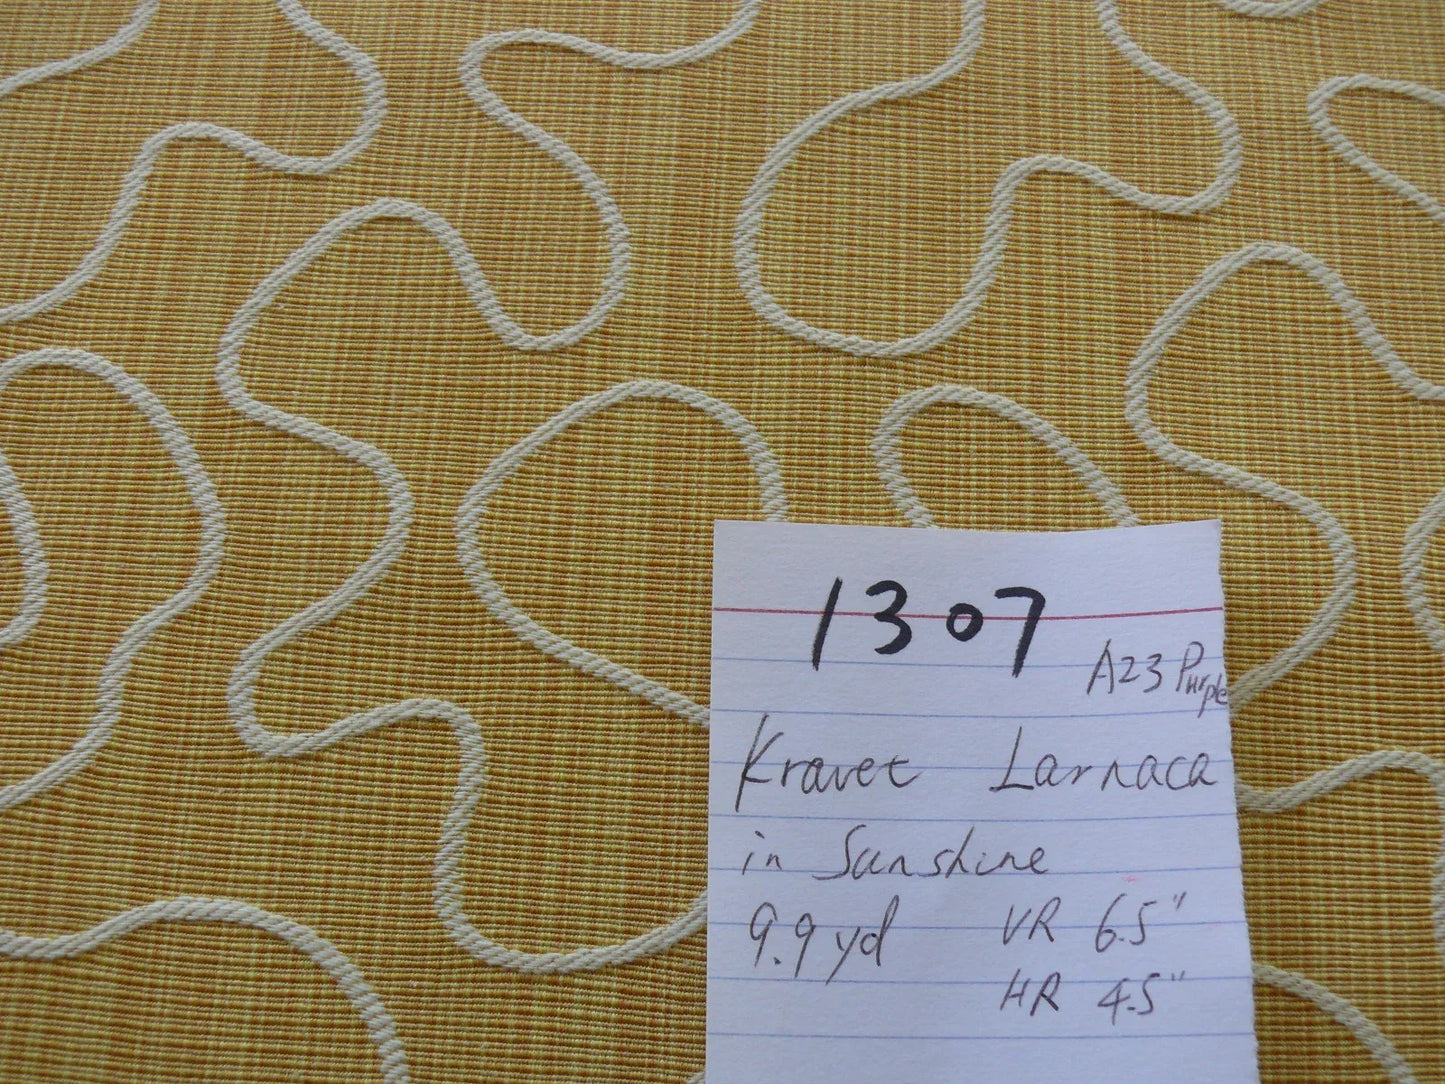 1307
A23 Purple
Kravet Larnaca
in Sunshine
9.9 yd VR 6.5"
HR 4.5"